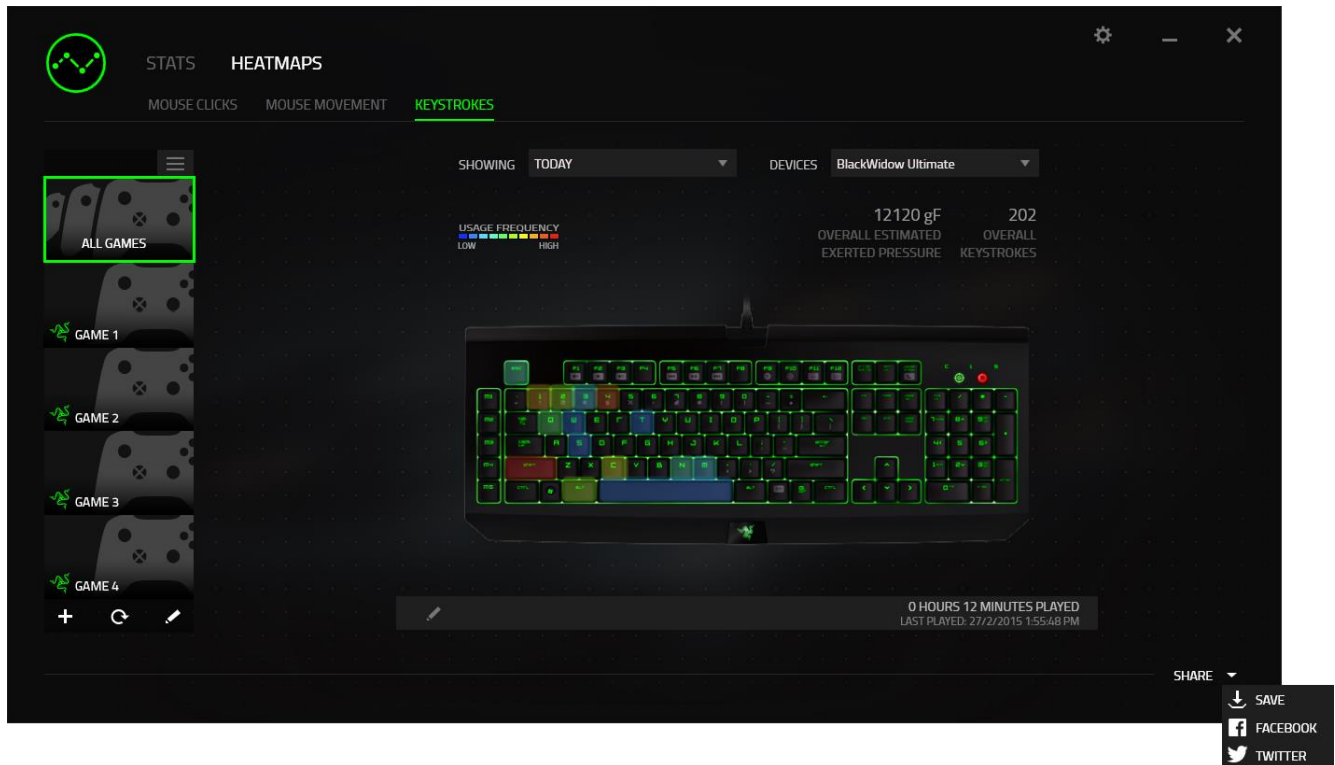 STATS HEATMAPS
MOUSE CLICKS MOUSE MOVEMENT KEYSTROKES
SHOWING TODAY DEVICES BlackWidow Ultimate
ALL GAMES
GAME 1
GAME 2
GAME 3
GAME 4
USAGE FREQUENCY
LOW HIGH
12120 gF
OVERALL ESTIMATED
EXERTED PRESSURE
202
OVERALL
KEYSTROKES
0 HOURS 12 MINUTES PLAYED
LAST PLAYED: 27/2/2015 1:55:48 PM
SHARE
SAVE
FACEBOOK
TWITTER